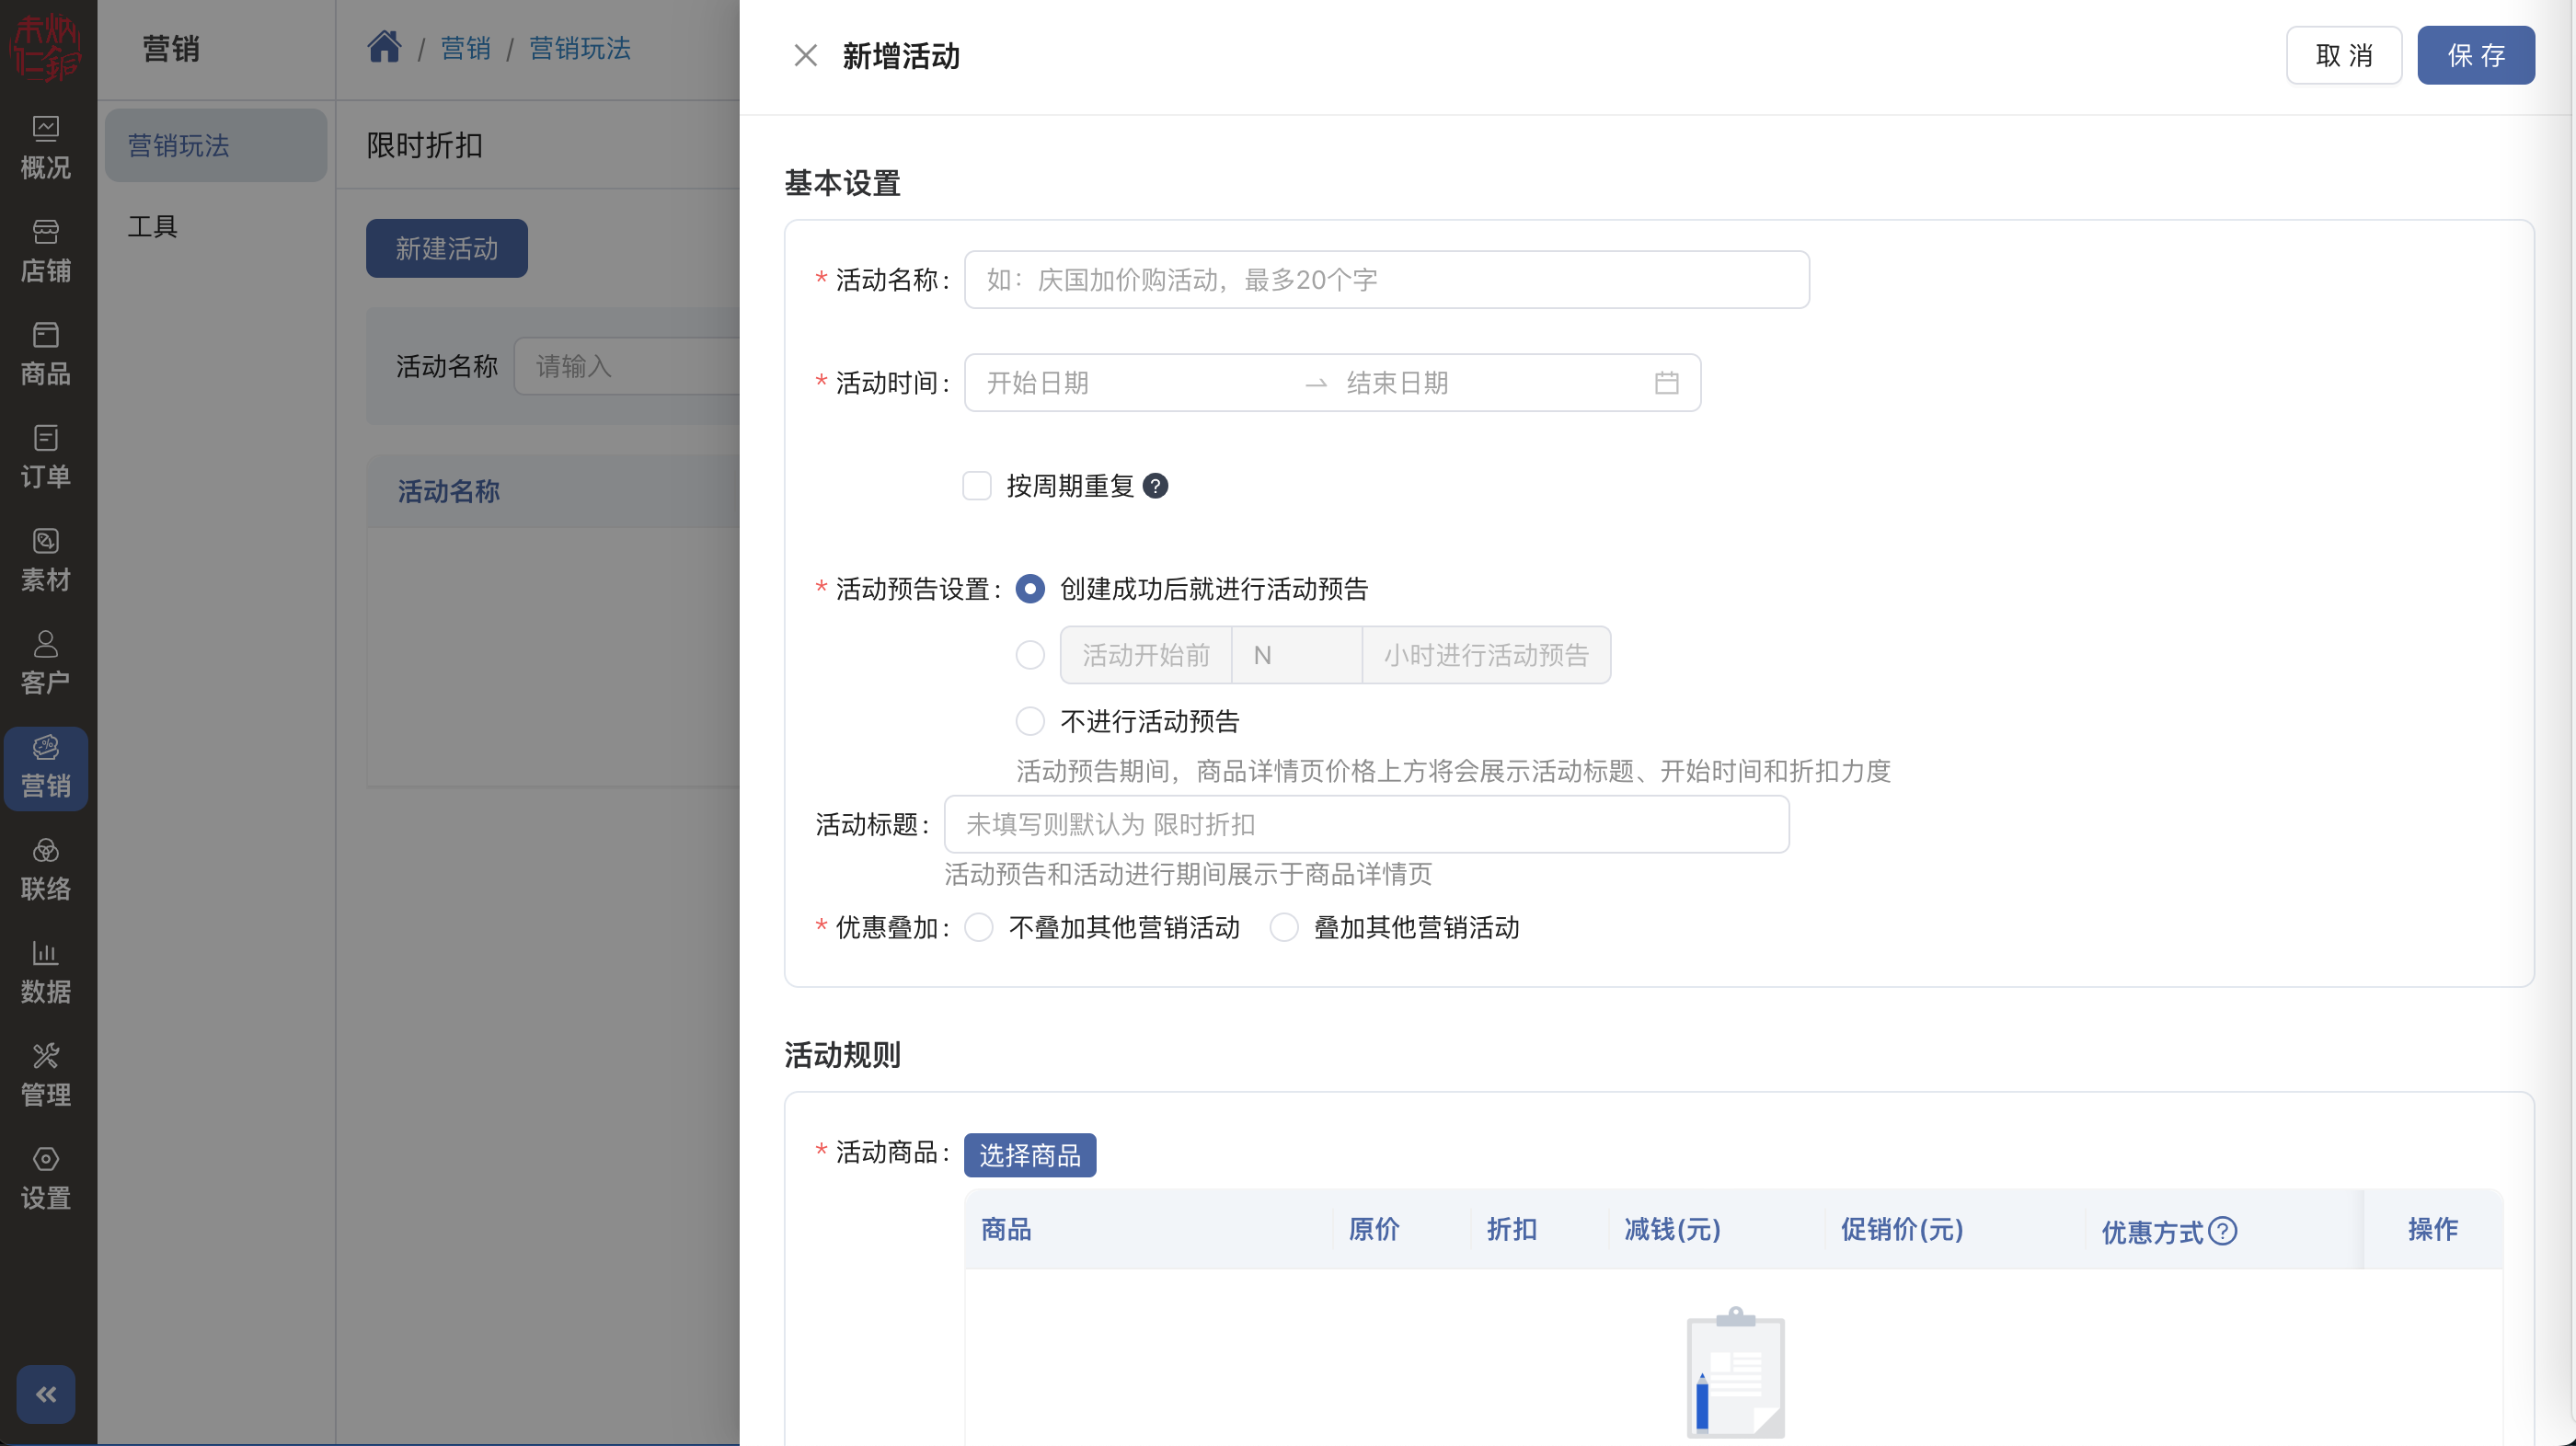 未炳
仁銅
概况
店铺
商品
订单
素材
客户
营销
联络
数据
管理
设置
营销
营销玩法
工具
/ 营销 / 营销玩法
限时折扣
新建活动
活动名称 请输入
活动名称
新增活动
取 消 保 存
基本设置
* 活动名称: 如：庆国加价购活动，最多20个字
* 活动时间: 开始日期 → 结束日期
按周期重复 ?
* 活动预告设置: 创建成功后就进行活动预告
活动开始前 N 小时进行活动预告
不进行活动预告
活动预告期间，商品详情页价格上方将会展示活动标题、开始时间和折扣力度
活动标题: 未填写则默认为 限时折扣
活动预告和活动进行期间展示于商品详情页
* 优惠叠加: 不叠加其他营销活动 叠加其他营销活动
活动规则
* 活动商品: 选择商品
商品 原价 折扣 减钱(元) 促销价(元) 优惠方式 ? 操作